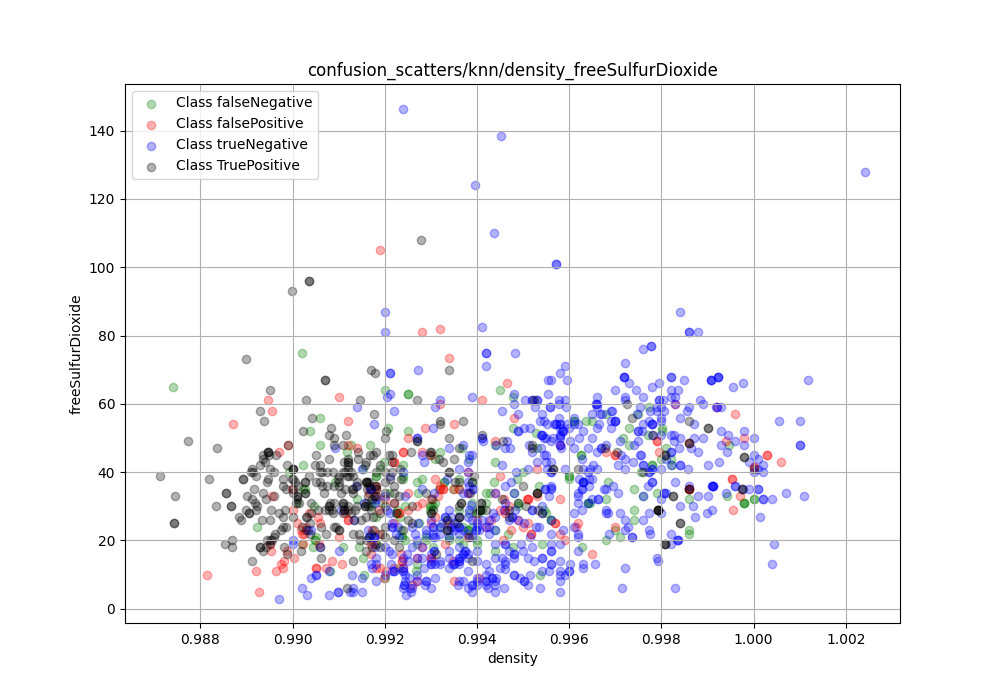 confusion_scatters/knn/density_freeSulfurDioxide
Class falseNegative
Class falsePositive
Class trueNegative
Class TruePositive
140
120
100
80
60
40
20
0
freeSulfurDioxide
0.988 0.990 0.992 0.994 0.996 0.998 1.000 1.002
density